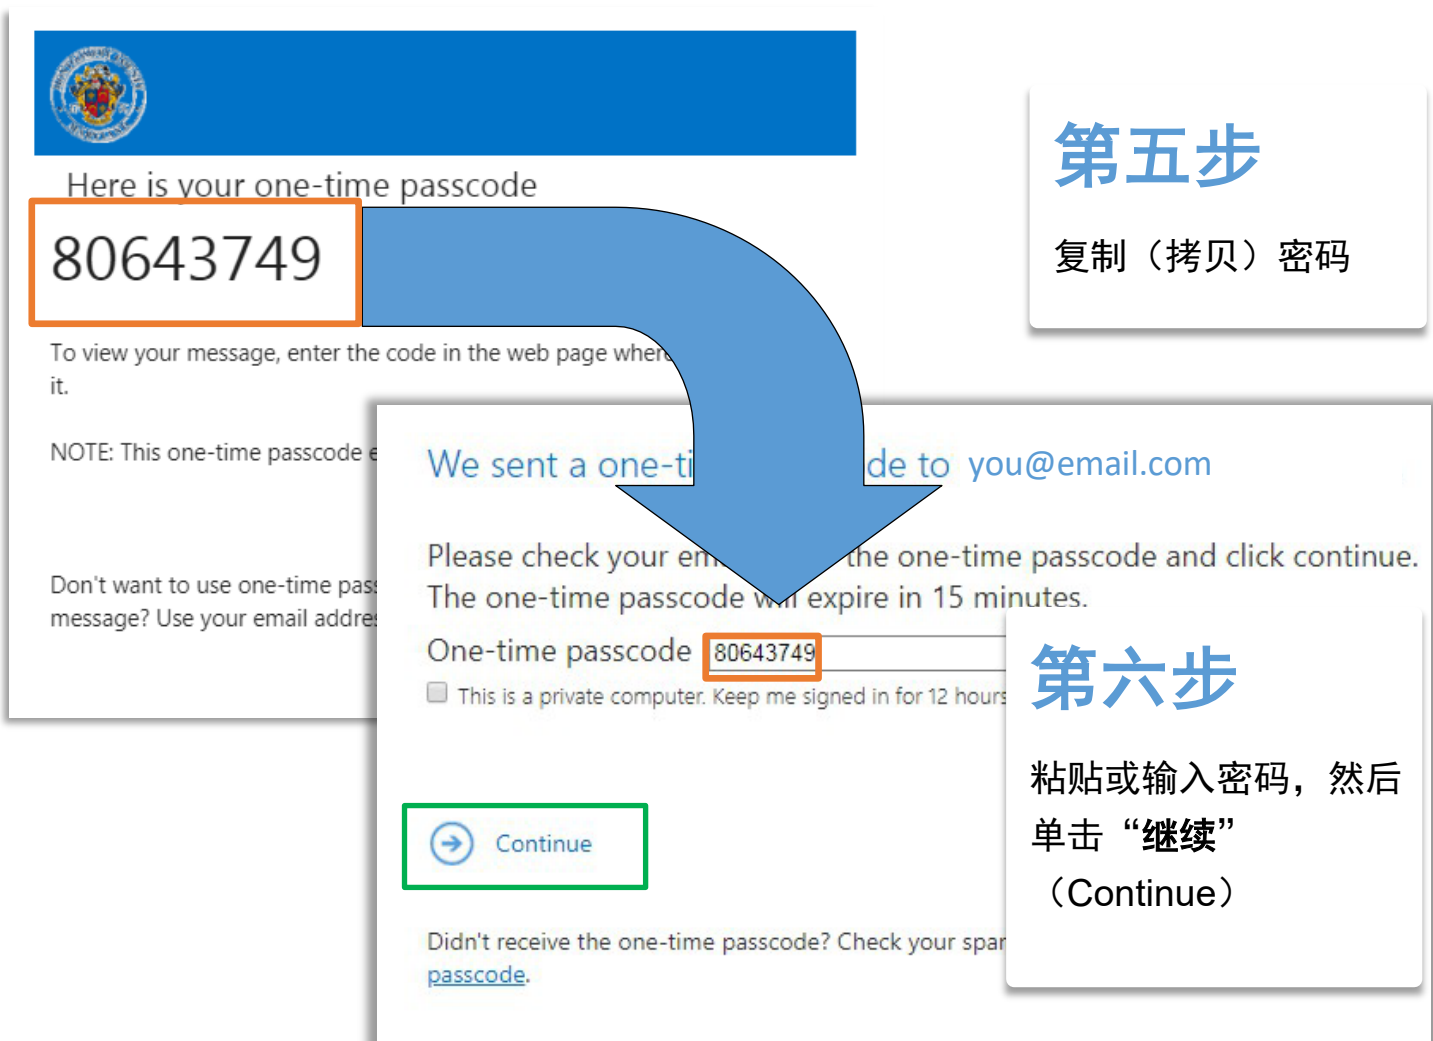 Here is your one-time passcode
80643749
To view your message, enter the code in the web page where
it.
NOTE: This one-time passcode
Don't want to use one-time
message? Use your email
第五步
复制（拷贝）密码
We sent a one-ti de to you@email.com
Please check your the one-time passcode and click continue.
The one-time passcode will expire in 15 minutes.
One-time passcode 80643749
This is a private computer. Keep me signed in for 12 hours
Continue
Didn't receive the one-time passcode? Check your
passcode.
第六步
粘贴或输入密码，然后
单击“继续”
（Continue）